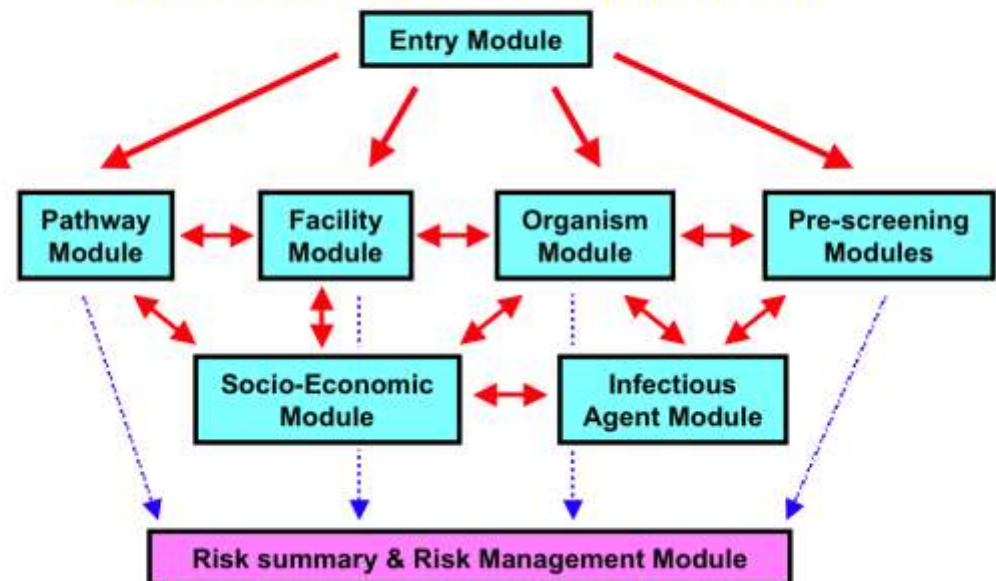 Entry Module
Pathway
Module
Facility
Module
Organism
Module
Pre-screening
Modules
Socio-Economic
Module
Infectious
Agent Module
Risk summary & Risk Management Module